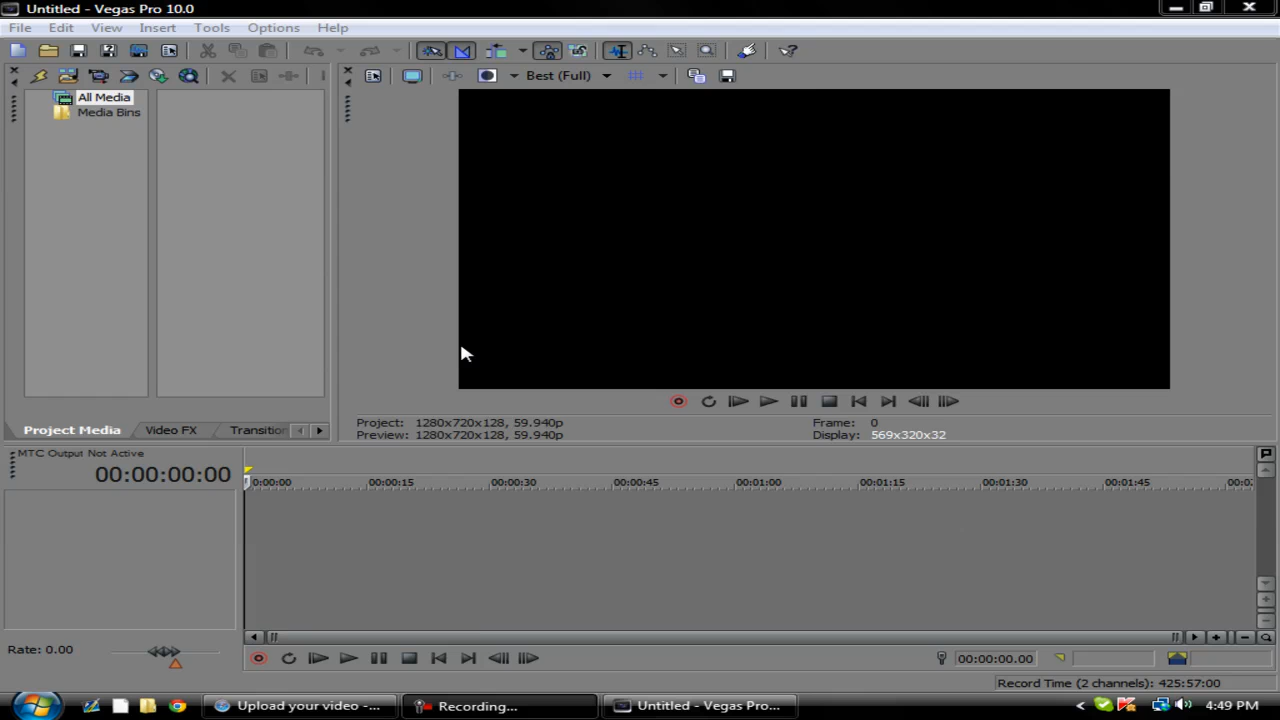 Untitled - Vegas Pro 10.0
File Edit View Insert Tools Options Help
Best (Full)
All Media
Media Bins
Project: 1280x720x128, 59.940p
Frame: 0
Preview: 1280x720x128, 59.940p
Display: 569x320x32
Project Media Video FX Transition
MTC Output Not Active
00:00:00:00
0:00:00 00:00:15 00:00:30 00:00:45 00:01:00 00:01:15 00:01:30 00:01:45 00:0
Rate: 0.00
00:00:00.00
Record Time (2 channels): 425:57:00
Upload your video -... Recording... Untitled - Vegas Pro... 4:49 PM